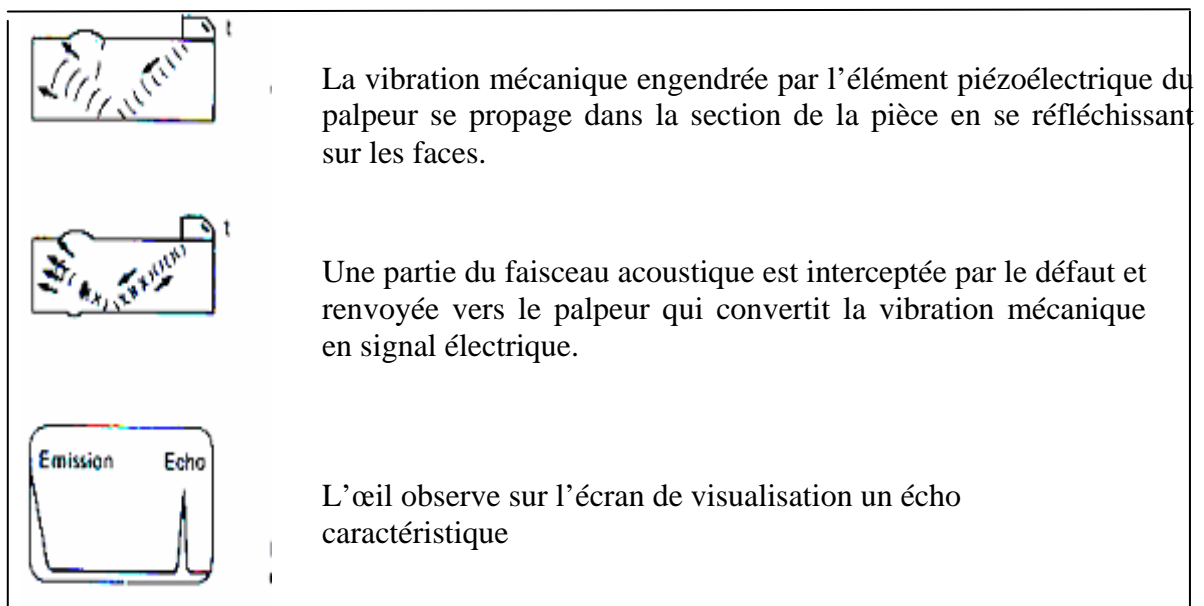 t
La vibration mécanique engendrée par l'élément piézoélectrique du
palpeur se propage dans la section de la pièce en se réfléchissant
sur les faces.
t
Une partie du faisceau acoustique est interceptée par le défaut et
renvoyée vers le palpeur qui convertit la vibration mécanique
en signal électrique.
Emission Echo
L'œil observe sur l'écran de visualisation un écho
caractéristique